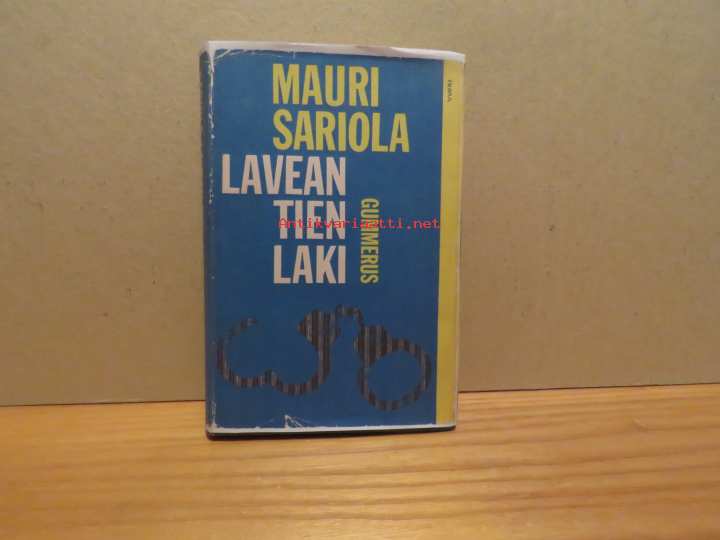 MAURI
SARIOLA
LAVEAN
TIEN
LAKI
GUMMERUS
Antikvariaatti.net